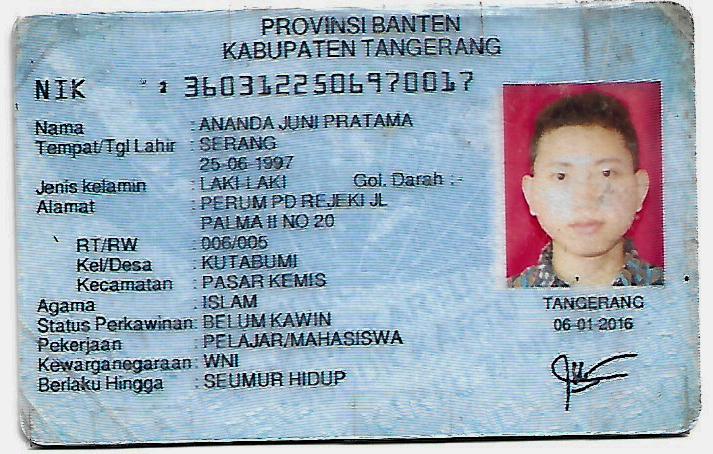 PROVINSI BANTEN
KABUPATEN TANGERANG
NIK : 3603122506970017
Nama : ANANDA JUNI PRATAMA
Tempat/Tgl Lahir : SERANG
25-06-1997
Jenis kelamin : LAKI-LAKI Gol. Darah :-
Alamat : PERUM PD REJEKI JL
PALMA II NO 20
RT/RW : 006/005
Kel/Desa : KUTABUMI
Kecamatan : PASAR KEMIS
Agama : ISLAM
Status Perkawinan: BELUM KAWIN
Pekerjaan : PELAJAR/MAHASISWA
Kewarganegaraan: WNI
Berlaku Hingga : SEUMUR HIDUP
TANGERANG
06-01-2016